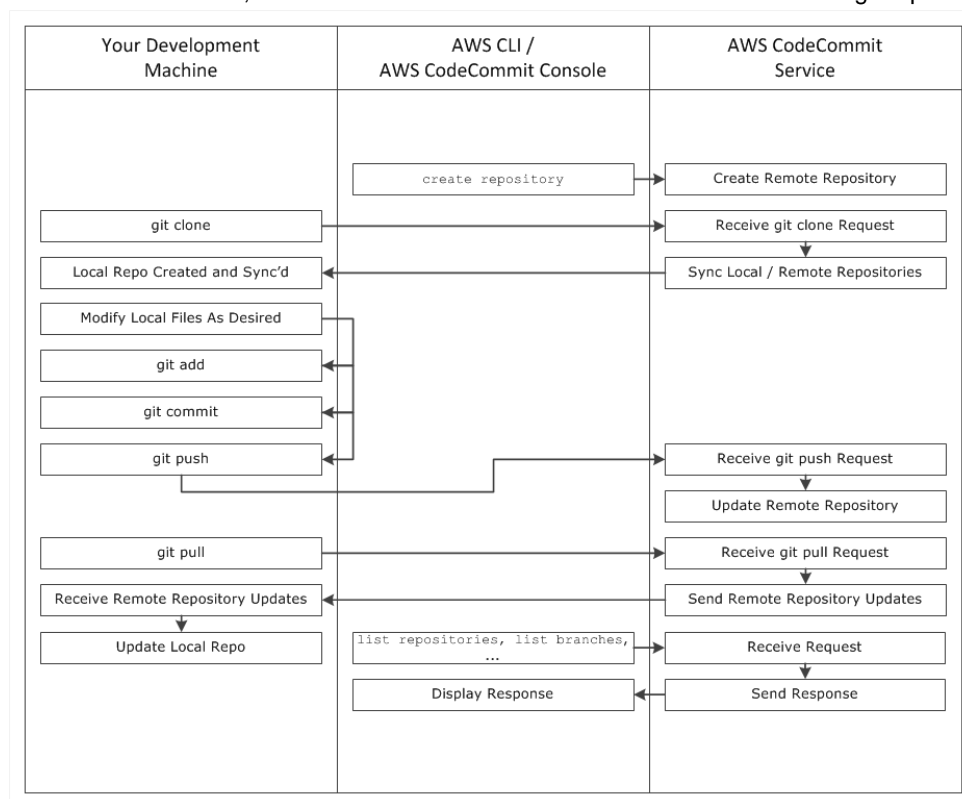 Your Development
Machine
AWS CLI /
AWS CodeCommit Console
AWS CodeCommit
Service
create repository
Create Remote Repository
git clone
Receive git clone Request
Local Repo Created and Sync’d
Sync Local / Remote Repositories
Modify Local Files As Desired
git add
git commit
git push
Receive git push Request
Update Remote Repository
git pull
Receive git pull Request
Receive Remote Repository Updates
Send Remote Repository Updates
Update Local Repo
list repositories, list branches,
...
Receive Request
Display Response
Send Response